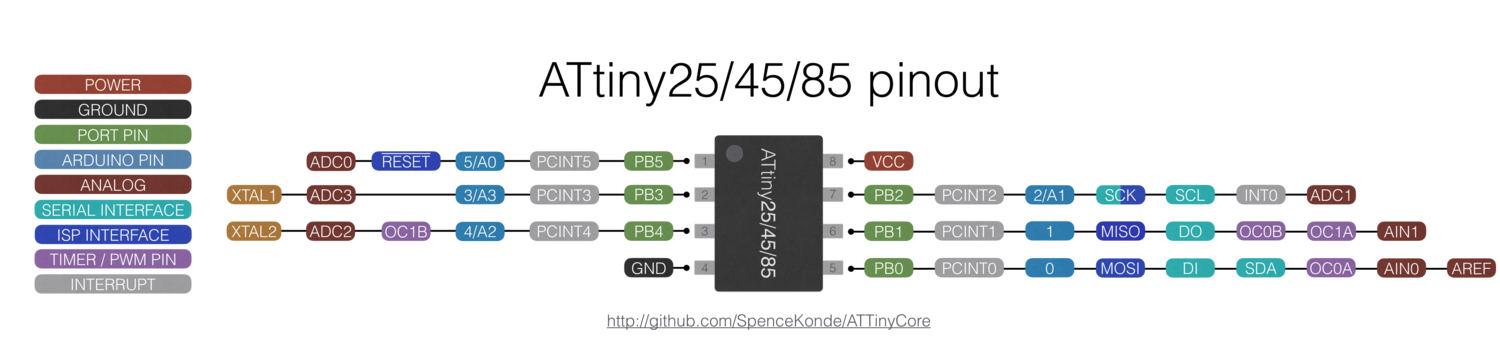 ATtiny25/45/85 pinout
POWER
GROUND
PORT PIN
ARDUINO PIN
ANALOG
SERIAL INTERFACE
ISP INTERFACE
TIMER / PWM PIN
INTERRUPT
ADC0 RESET 5/A0 PCINT5 PB5 1 8 VCC
XTAL1 ADC3 3/A3 PCINT3 PB3 2 7 PB2 PCINT2 2/A1 SCK SCL INT0 ADC1
XTAL2 ADC2 OC1B 4/A2 PCINT4 PB4 3 6 PB1 PCINT1 1 MISO DO OC0B OC1A AIN1
GND 4 5 PB0 PCINT0 0 MOSI DI SDA OC0A AIN0 AREF
ATtiny25/45/85
http://github.com/SpenceKonde/ATTinyCore